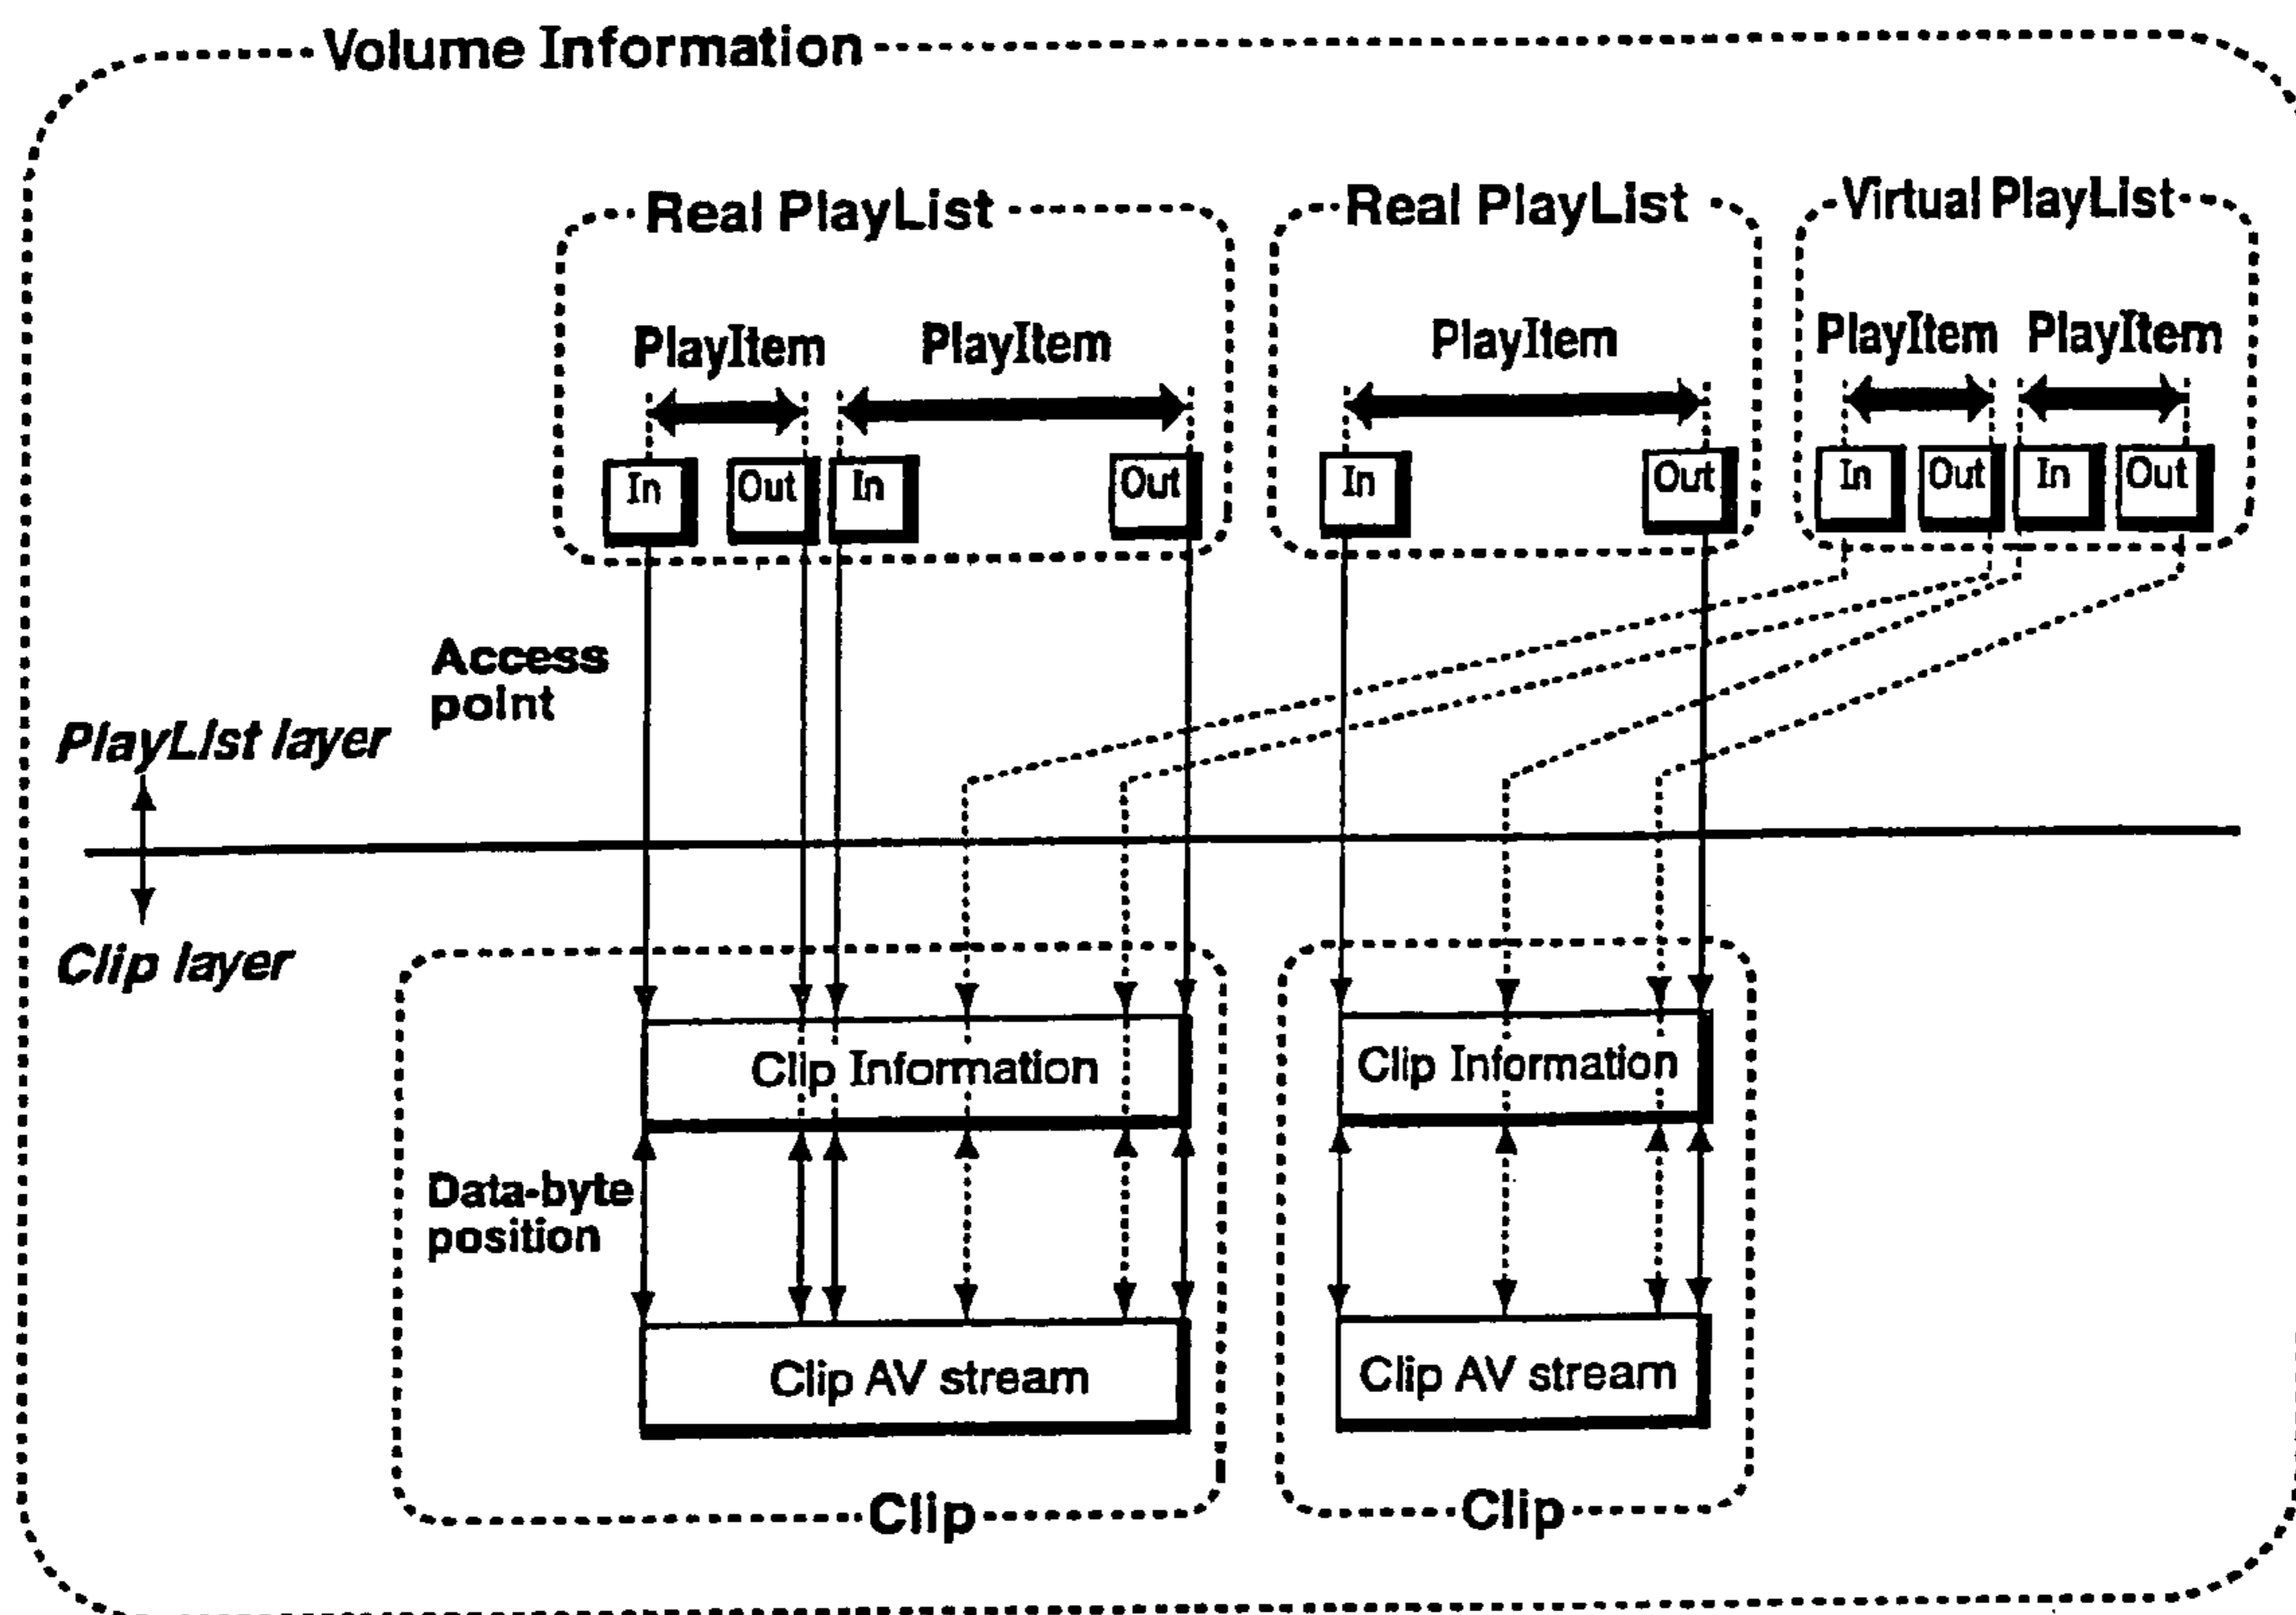 Volume Information
Real PlayList
Real PlayList
Virtual PlayList
PlayItem
PlayItem
PlayItem
PlayItem
PlayItem
In
Out
In
Out
In
Out
In
Out
In
Out
Access
point
PlayList layer
Clip layer
Clip Information
Clip Information
Data-byte
position
Clip AV stream
Clip AV stream
Clip
Clip